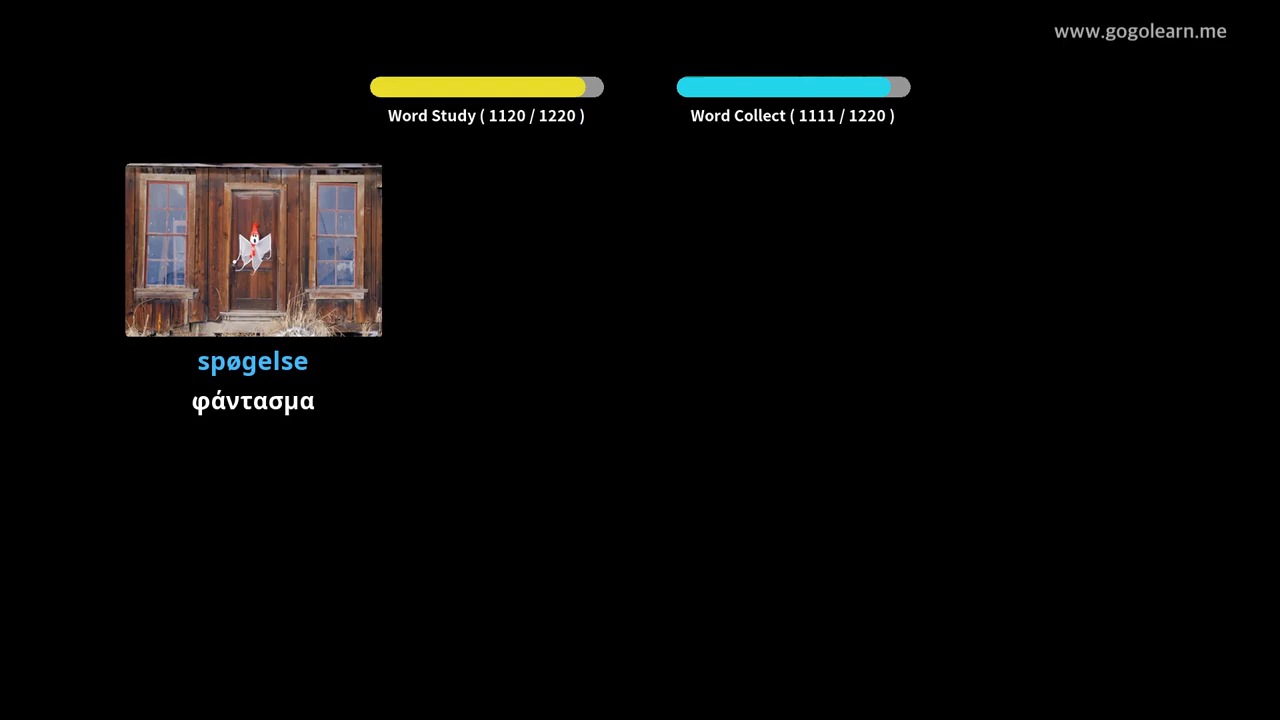 www.gogolearn.me
Word Study ( 1120 / 1220 )
Word Collect ( 1111 / 1220 )
spøgelse
φάντασμα